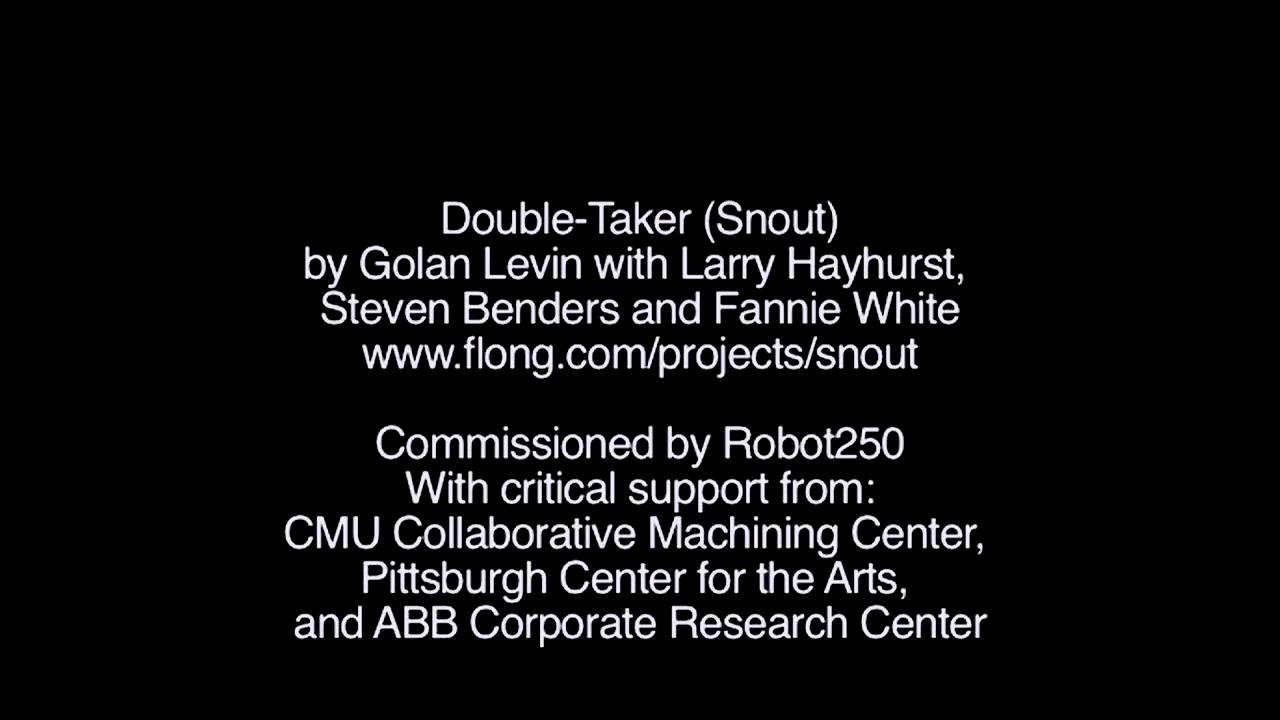 Double-Taker (Snout)
by Golan Levin with Larry Hayhurst,
Steven Benders and Fannie White
www.flong.com/projects/snout
Commissioned by Robot250
With critical support from:
CMU Collaborative Machining Center,
Pittsburgh Center for the Arts,
and ABB Corporate Research Center